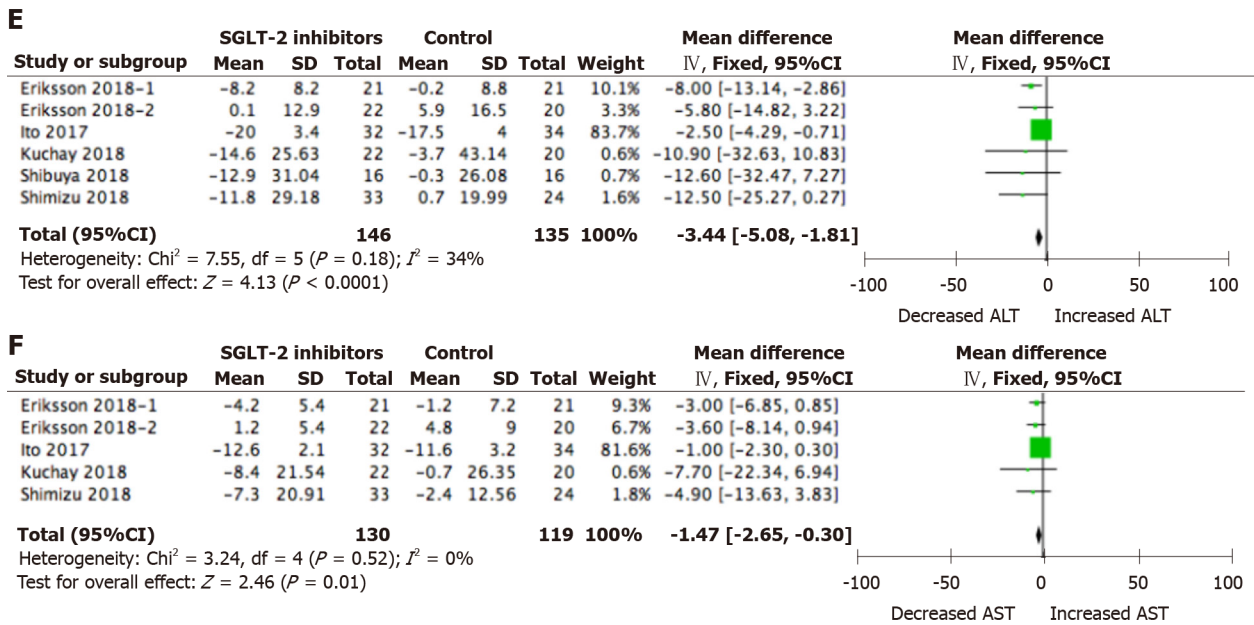 E
SGLT-2 inhibitors Control Mean difference Mean difference
Study or subgroup Mean SD Total Mean SD Total Weight Ⅳ, Fixed, 95%CI Ⅳ, Fixed, 95%CI
Eriksson 2018-1 -8.2 8.2 21 -0.2 8.8 21 10.1% -8.00 [-13.14, -2.86]
Eriksson 2018-2 0.1 12.9 22 5.9 16.5 20 3.3% -5.80 [-14.82, 3.22]
Ito 2017 -20 3.4 32 -17.5 4 34 83.7% -2.50 [-4.29, -0.71]
Kuchay 2018 -14.6 25.63 22 -3.7 43.14 20 0.6% -10.90 [-32.63, 10.83]
Shibuya 2018 -12.9 31.04 16 -0.3 26.08 16 0.7% -12.60 [-32.47, 7.27]
Shimizu 2018 -11.8 29.18 33 0.7 19.99 24 1.6% -12.50 [-25.27, 0.27]
Total (95%CI) 146 135 100% -3.44 [-5.08, -1.81]
Heterogeneity: Chi² = 7.55, df = 5 (P = 0.18); I² = 34%
Test for overall effect: Z = 4.13 (P < 0.0001)
-100 -50 0 50 100
Decreased ALT Increased ALT
F
SGLT-2 inhibitors Control Mean difference Mean difference
Study or subgroup Mean SD Total Mean SD Total Weight Ⅳ, Fixed, 95%CI Ⅳ, Fixed, 95%CI
Eriksson 2018-1 -4.2 5.4 21 -1.2 7.2 21 9.3% -3.00 [-6.85, 0.85]
Eriksson 2018-2 1.2 5.4 22 4.8 9 20 6.7% -3.60 [-8.14, 0.94]
Ito 2017 -12.6 2.1 32 -11.6 3.2 34 81.6% -1.00 [-2.30, 0.30]
Kuchay 2018 -8.4 21.54 22 -0.7 26.35 20 0.6% -7.70 [-22.34, 6.94]
Shimizu 2018 -7.3 20.91 33 -2.4 12.56 24 1.8% -4.90 [-13.63, 3.83]
Total (95%CI) 130 119 100% -1.47 [-2.65, -0.30]
Heterogeneity: Chi² = 3.24, df = 4 (P = 0.52); I² = 0%
Test for overall effect: Z = 2.46 (P = 0.01)
-100 -50 0 50 100
Decreased AST Increased AST